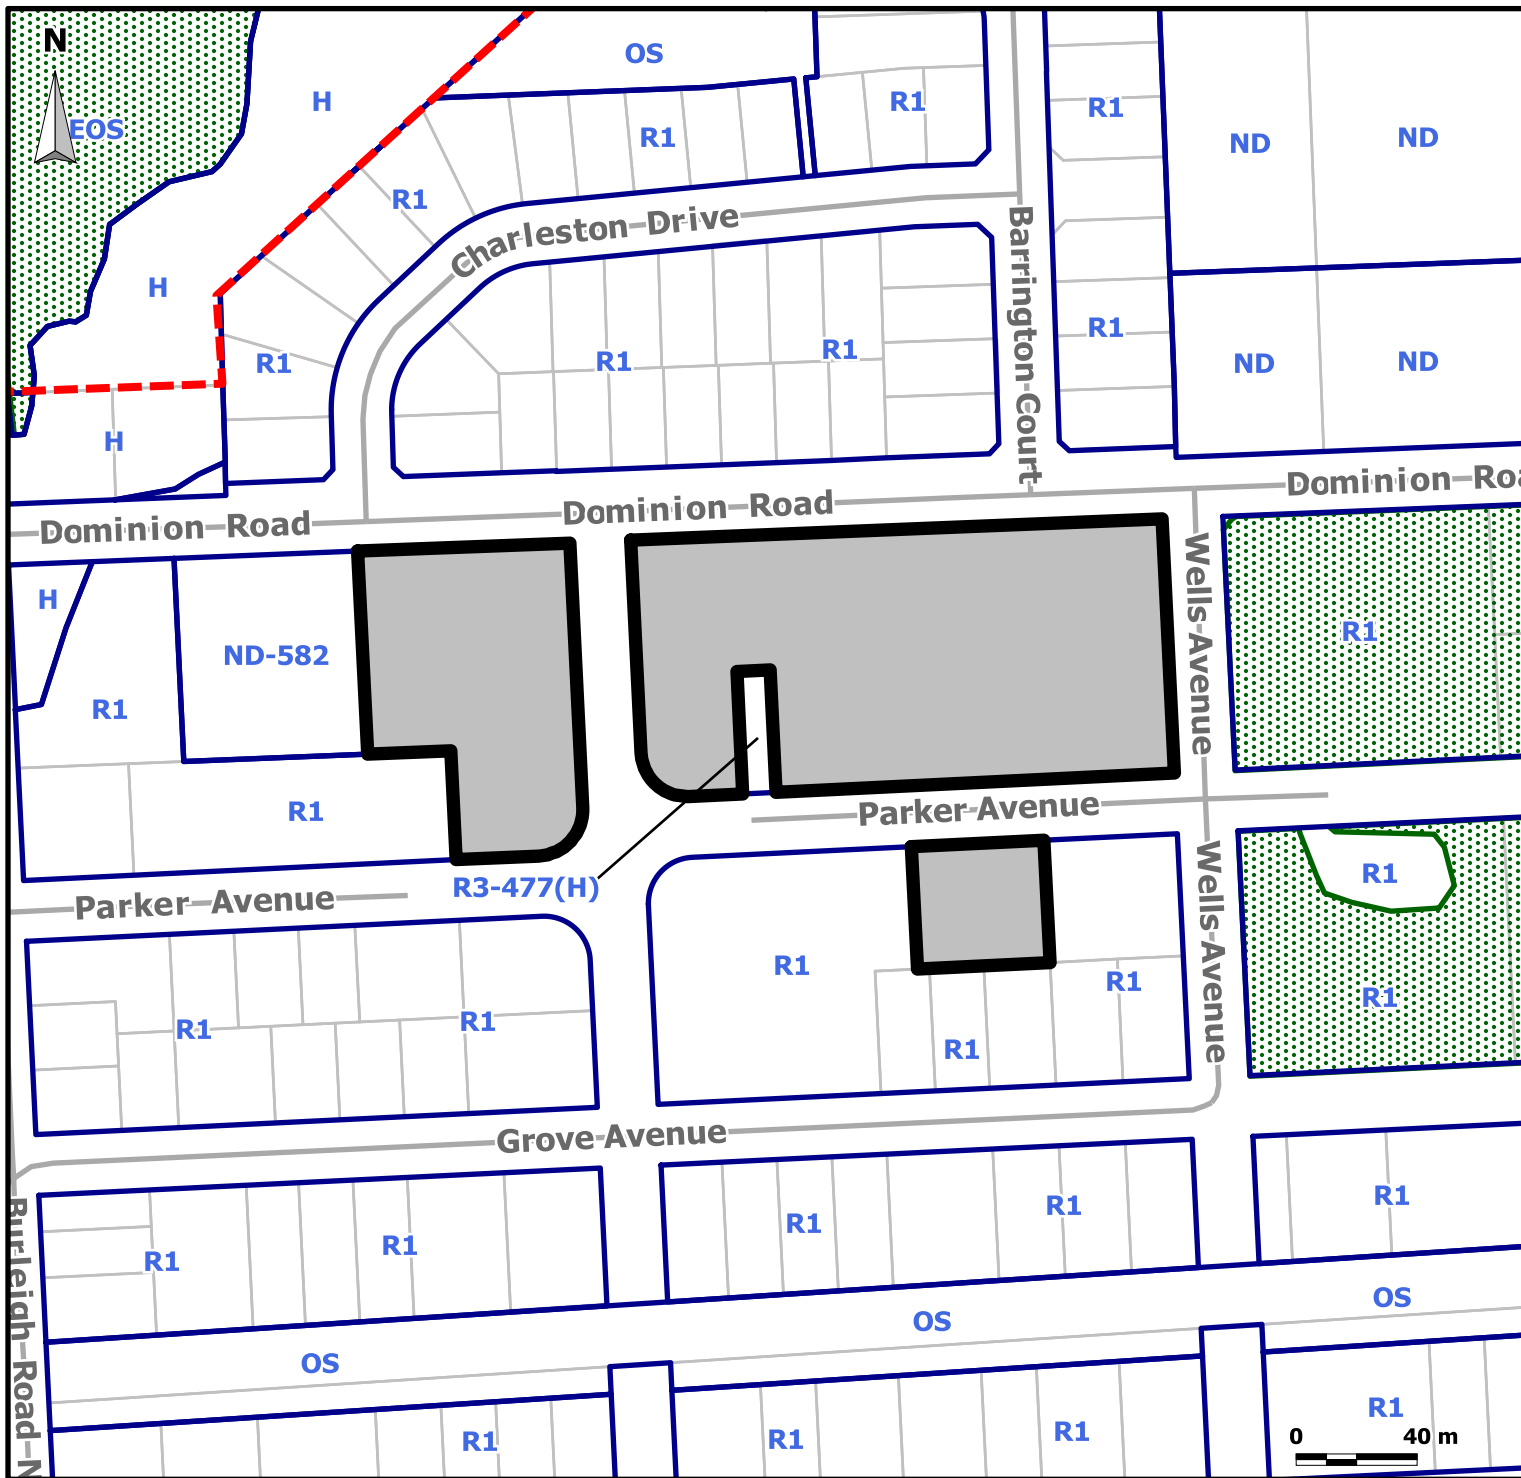 N
OS
H
EOS
R1
R1
R1
ND
ND
R1
Charleston Drive
Barrington Court
H
R1
R1
R1
R1
ND
ND
H
Dominion Road
Dominion Road
Dominion Roa
H
ND-582
R1
R1
Wells Avenue
R1
Parker Avenue
R3-477(H)
Parker Avenue
R1
R1
R1
R1
R1
R1
R1
R1
Wells Avenue
Grove Avenue
Burleigh Road N
R1
R1
R1
R1
R1
OS
OS
OS
R1
R1
R1
R1
0 40 m